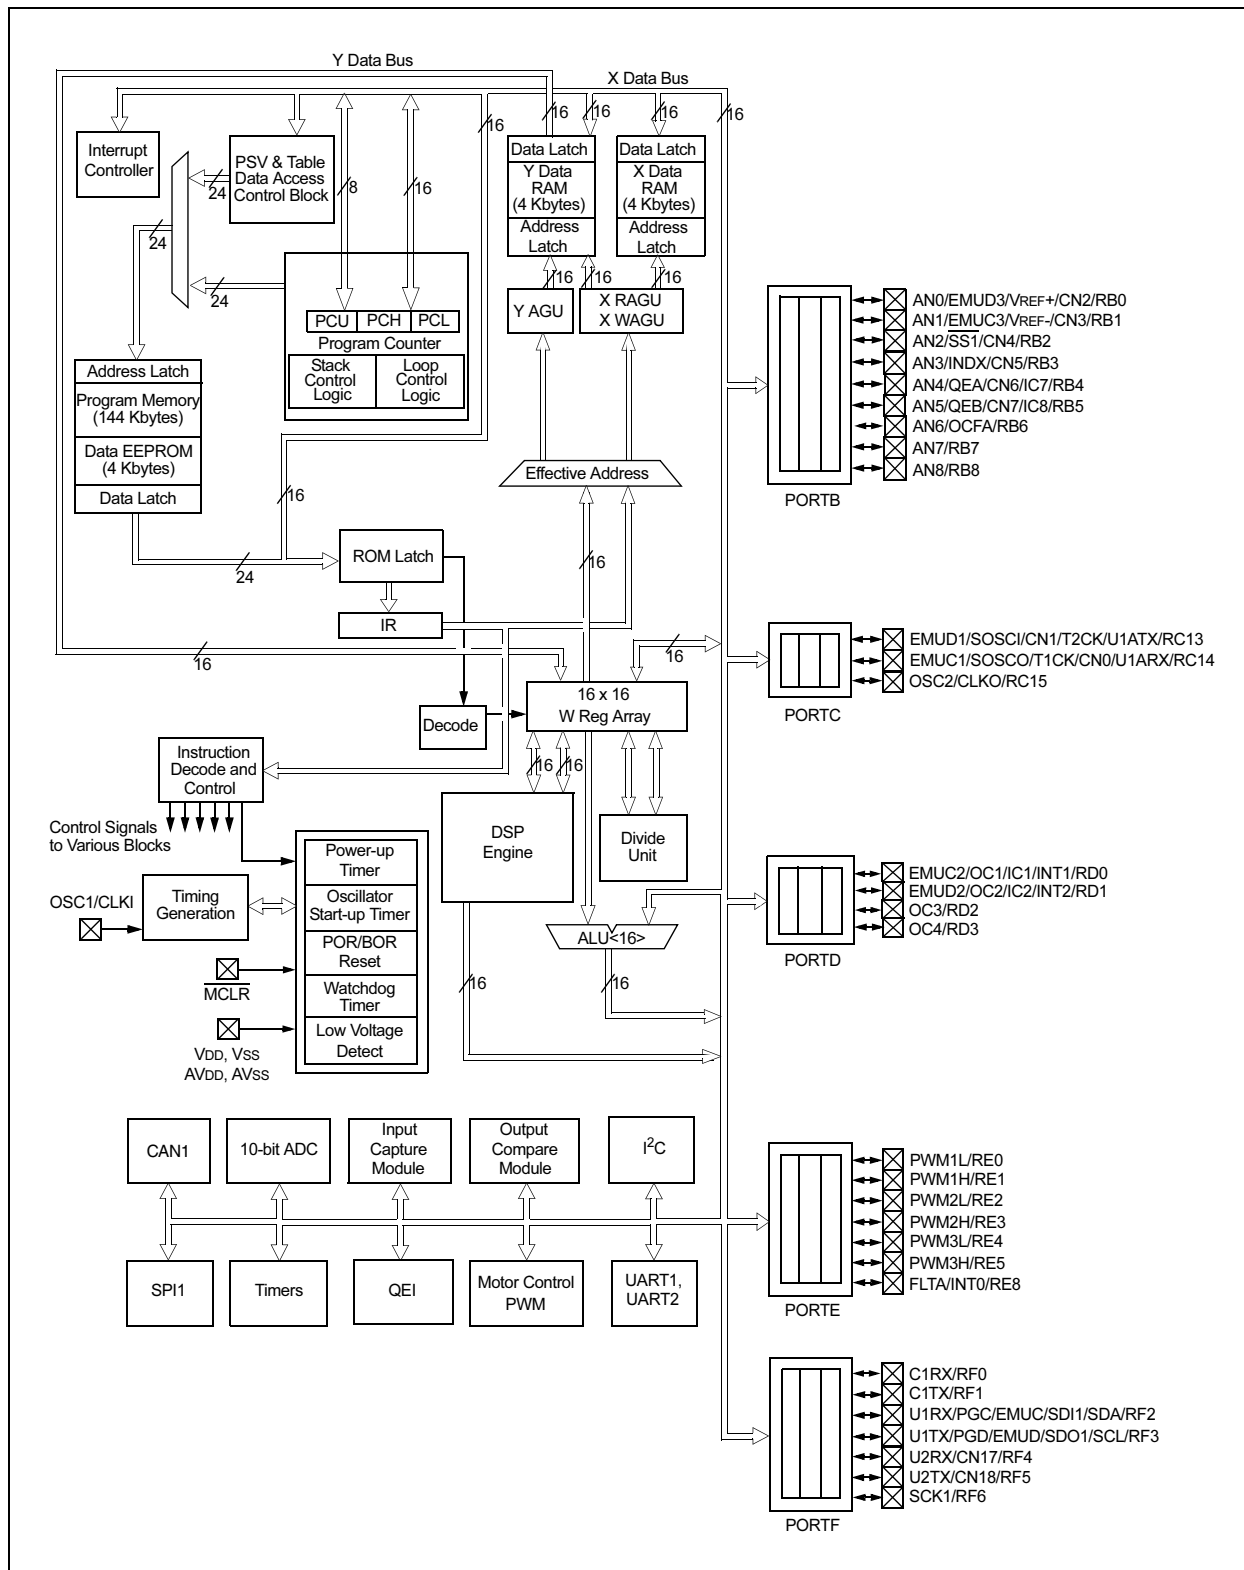 Y Data Bus
X Data Bus
16
16
16
16
16
Interrupt
Controller
PSV & Table
Data Access
Control Block
24
24
24
8
16
Data Latch
Y Data
RAM
(4 Kbytes)
Address
Latch
Data Latch
X Data
RAM
(4 Kbytes)
Address
Latch
16
16
16
Y AGU
X RAGU
X WAGU
PCU
PCH
PCL
Program Counter
Stack
Control
Logic
Loop
Control
Logic
Address Latch
Program Memory
(144 Kbytes)
Data EEPROM
(4 Kbytes)
Data Latch
Effective Address
16
24
16
ROM Latch
IR
16
16
16 x 16
W Reg Array
Decode
Instruction
Decode and
Control
Control Signals
to Various Blocks
16
16
DSP
Engine
Divide
Unit
Power-up
Timer
Oscillator
Start-up Timer
POR/BOR
Reset
Watchdog
Timer
Low Voltage
Detect
OSC1/CLKI
Timing
Generation
MCLR
VDD, VSS
AVDD, AVSS
ALU<16>
16
16
CAN1
10-bit ADC
Input
Capture
Module
Output
Compare
Module
I²C
SPI1
Timers
QEI
Motor Control
PWM
UART1,
UART2
AN0/EMUD3/VREF+/CN2/RB0
AN1/EMUC3/VREF-/CN3/RB1
AN2/SS1/CN4/RB2
AN3/INDX/CN5/RB3
AN4/QEA/CN6/IC7/RB4
AN5/QEB/CN7/IC8/RB5
AN6/OCFA/RB6
AN7/RB7
AN8/RB8
PORTB
EMUD1/SOSCI/CN1/T2CK/U1ATX/RC13
EMUC1/SOSCO/T1CK/CN0/U1ARX/RC14
OSC2/CLKO/RC15
PORTC
EMUC2/OC1/IC1/INT1/RD0
EMUD2/OC2/IC2/INT2/RD1
OC3/RD2
OC4/RD3
PORTD
PWM1L/RE0
PWM1H/RE1
PWM2L/RE2
PWM2H/RE3
PWM3L/RE4
PWM3H/RE5
FLTA/INT0/RE8
PORTE
C1RX/RF0
C1TX/RF1
U1RX/PGC/EMUC/SDI1/SDA/RF2
U1TX/PGD/EMUD/SDO1/SCL/RF3
U2RX/CN17/RF4
U2TX/CN18/RF5
SCK1/RF6
PORTF